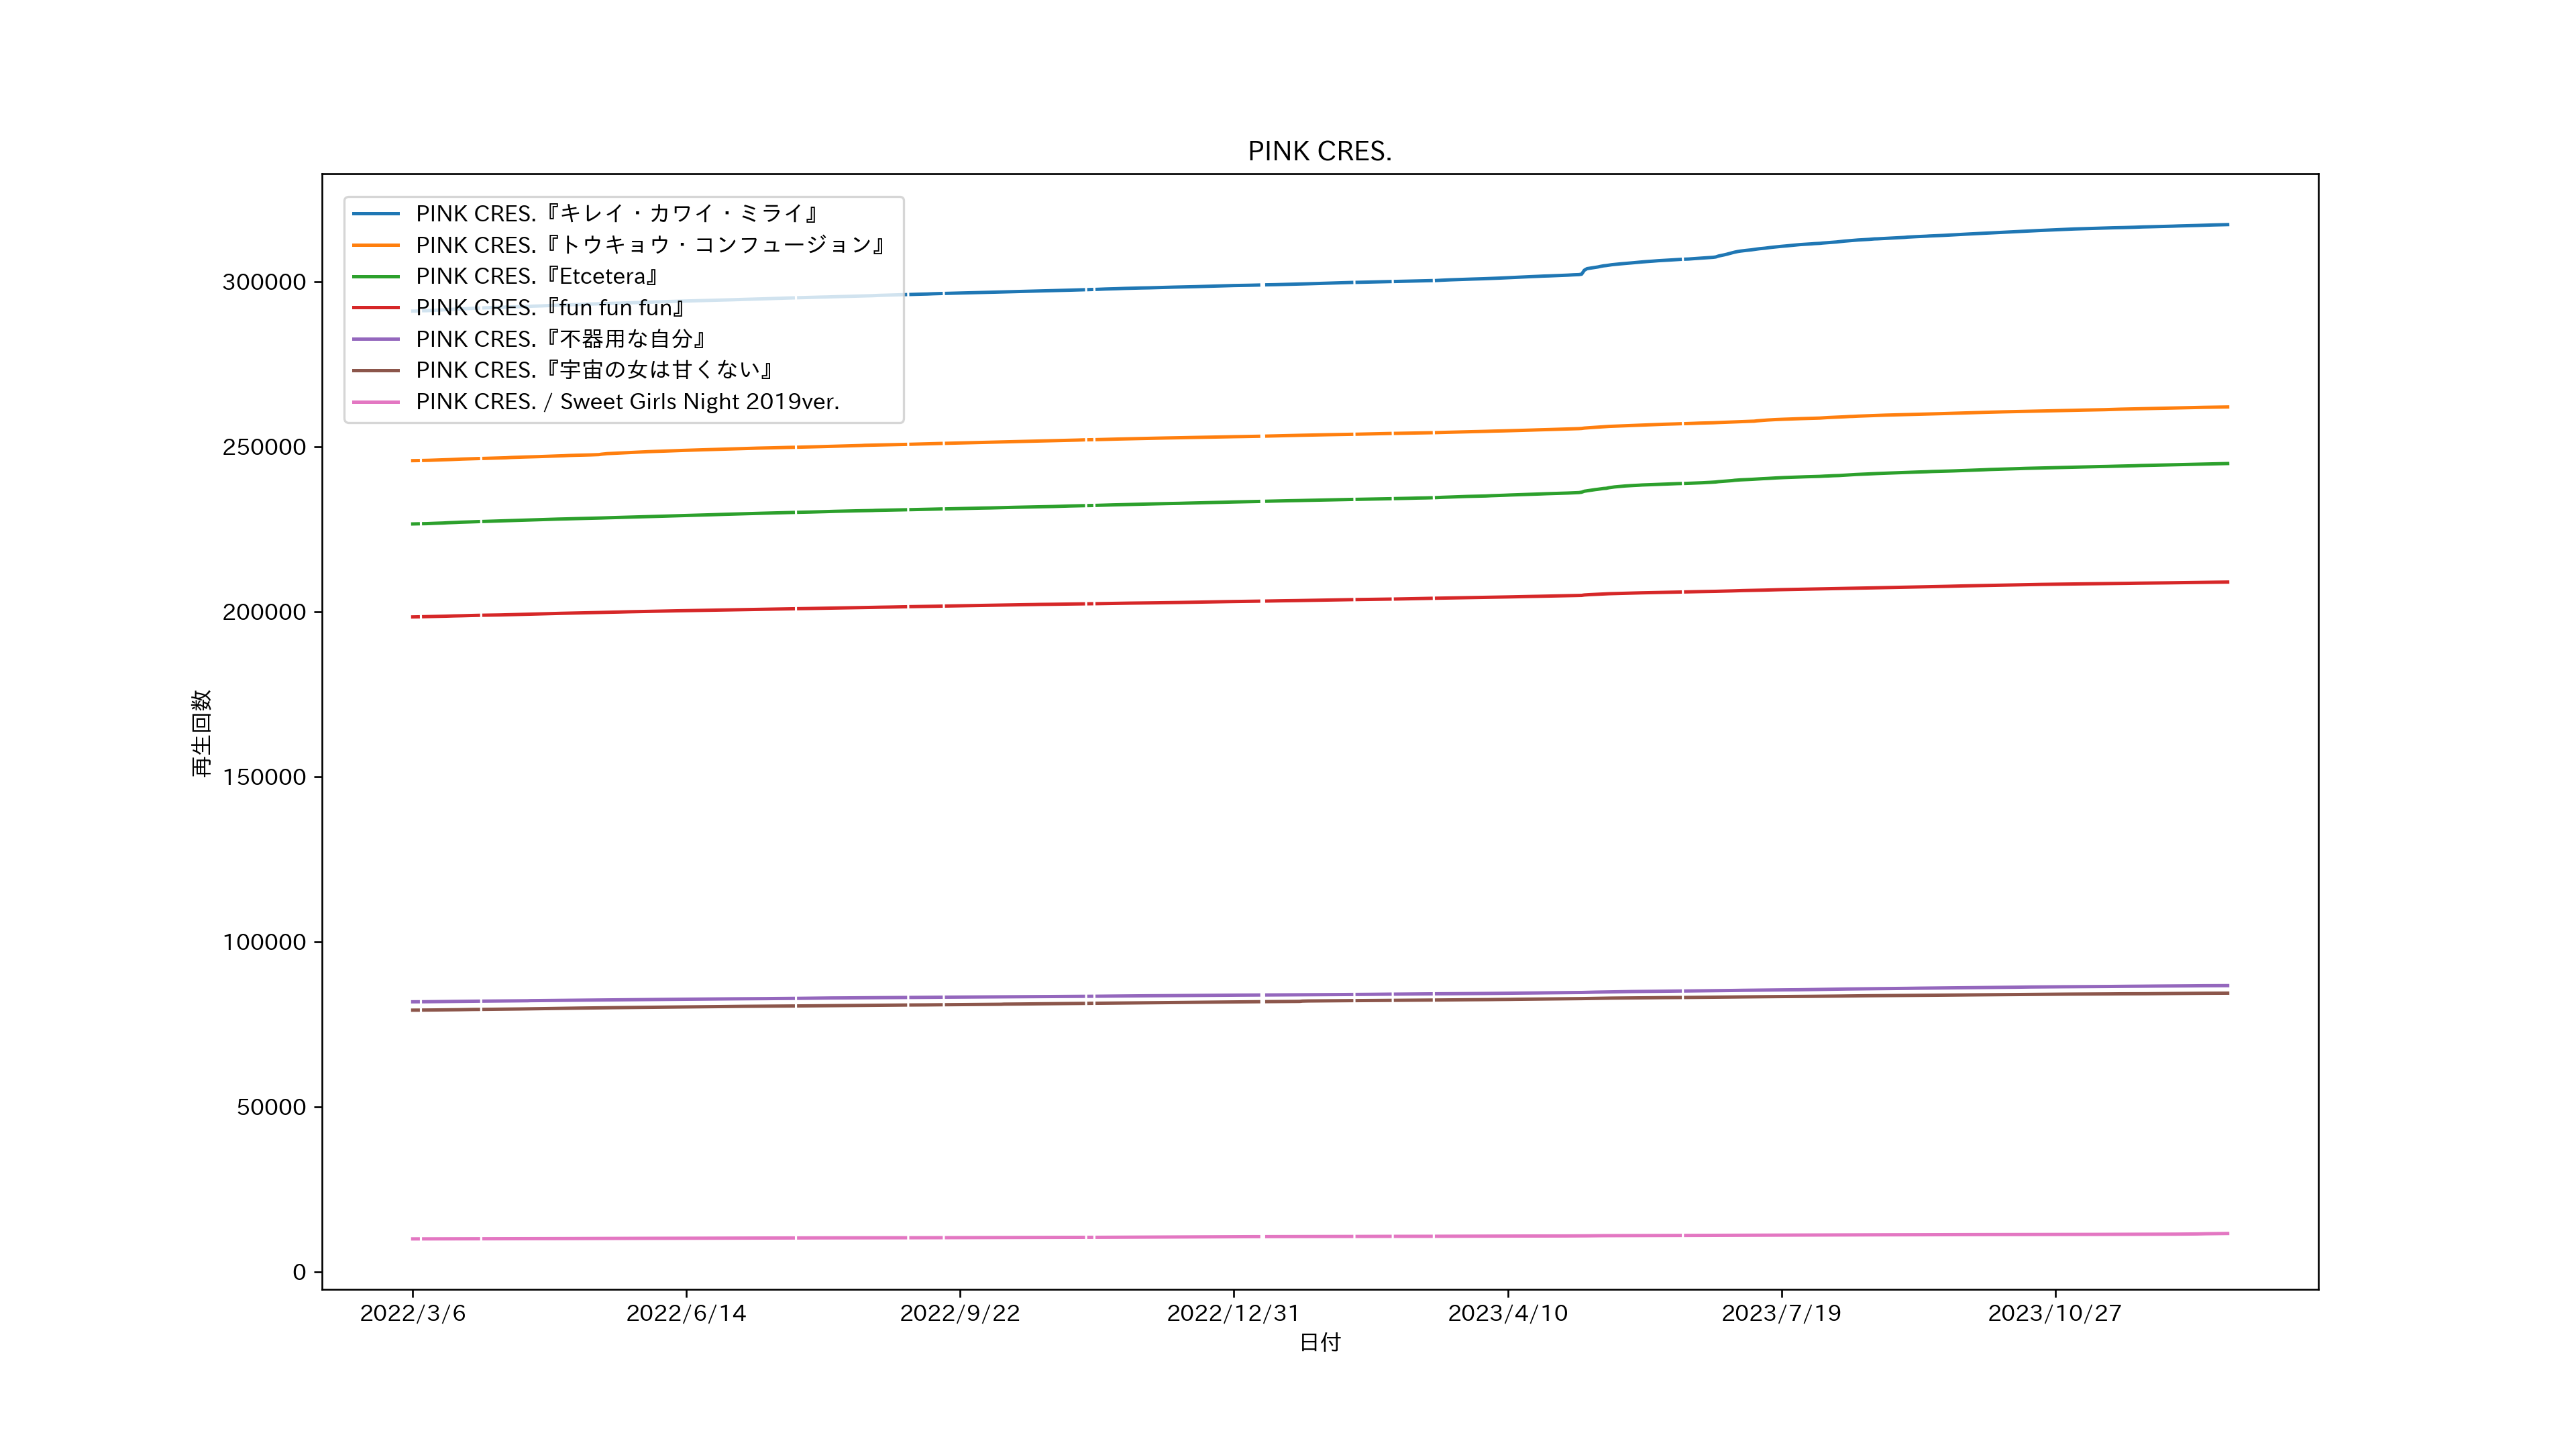 PINK CRES.
PINK CRES.『キレイ・カワイ・ミライ』
PINK CRES.『トウキョウ・コンフュージョン』
PINK CRES.『Etcetera』
PINK CRES.『fun fun fun』
PINK CRES.『不器用な自分』
PINK CRES.『宇宙の女は甘くない』
PINK CRES. / Sweet Girls Night 2019ver.
再生回数
300000
250000
200000
150000
100000
50000
0
2022/3/6 2022/6/14 2022/9/22 2022/12/31 2023/4/10 2023/7/19 2023/10/27
日付